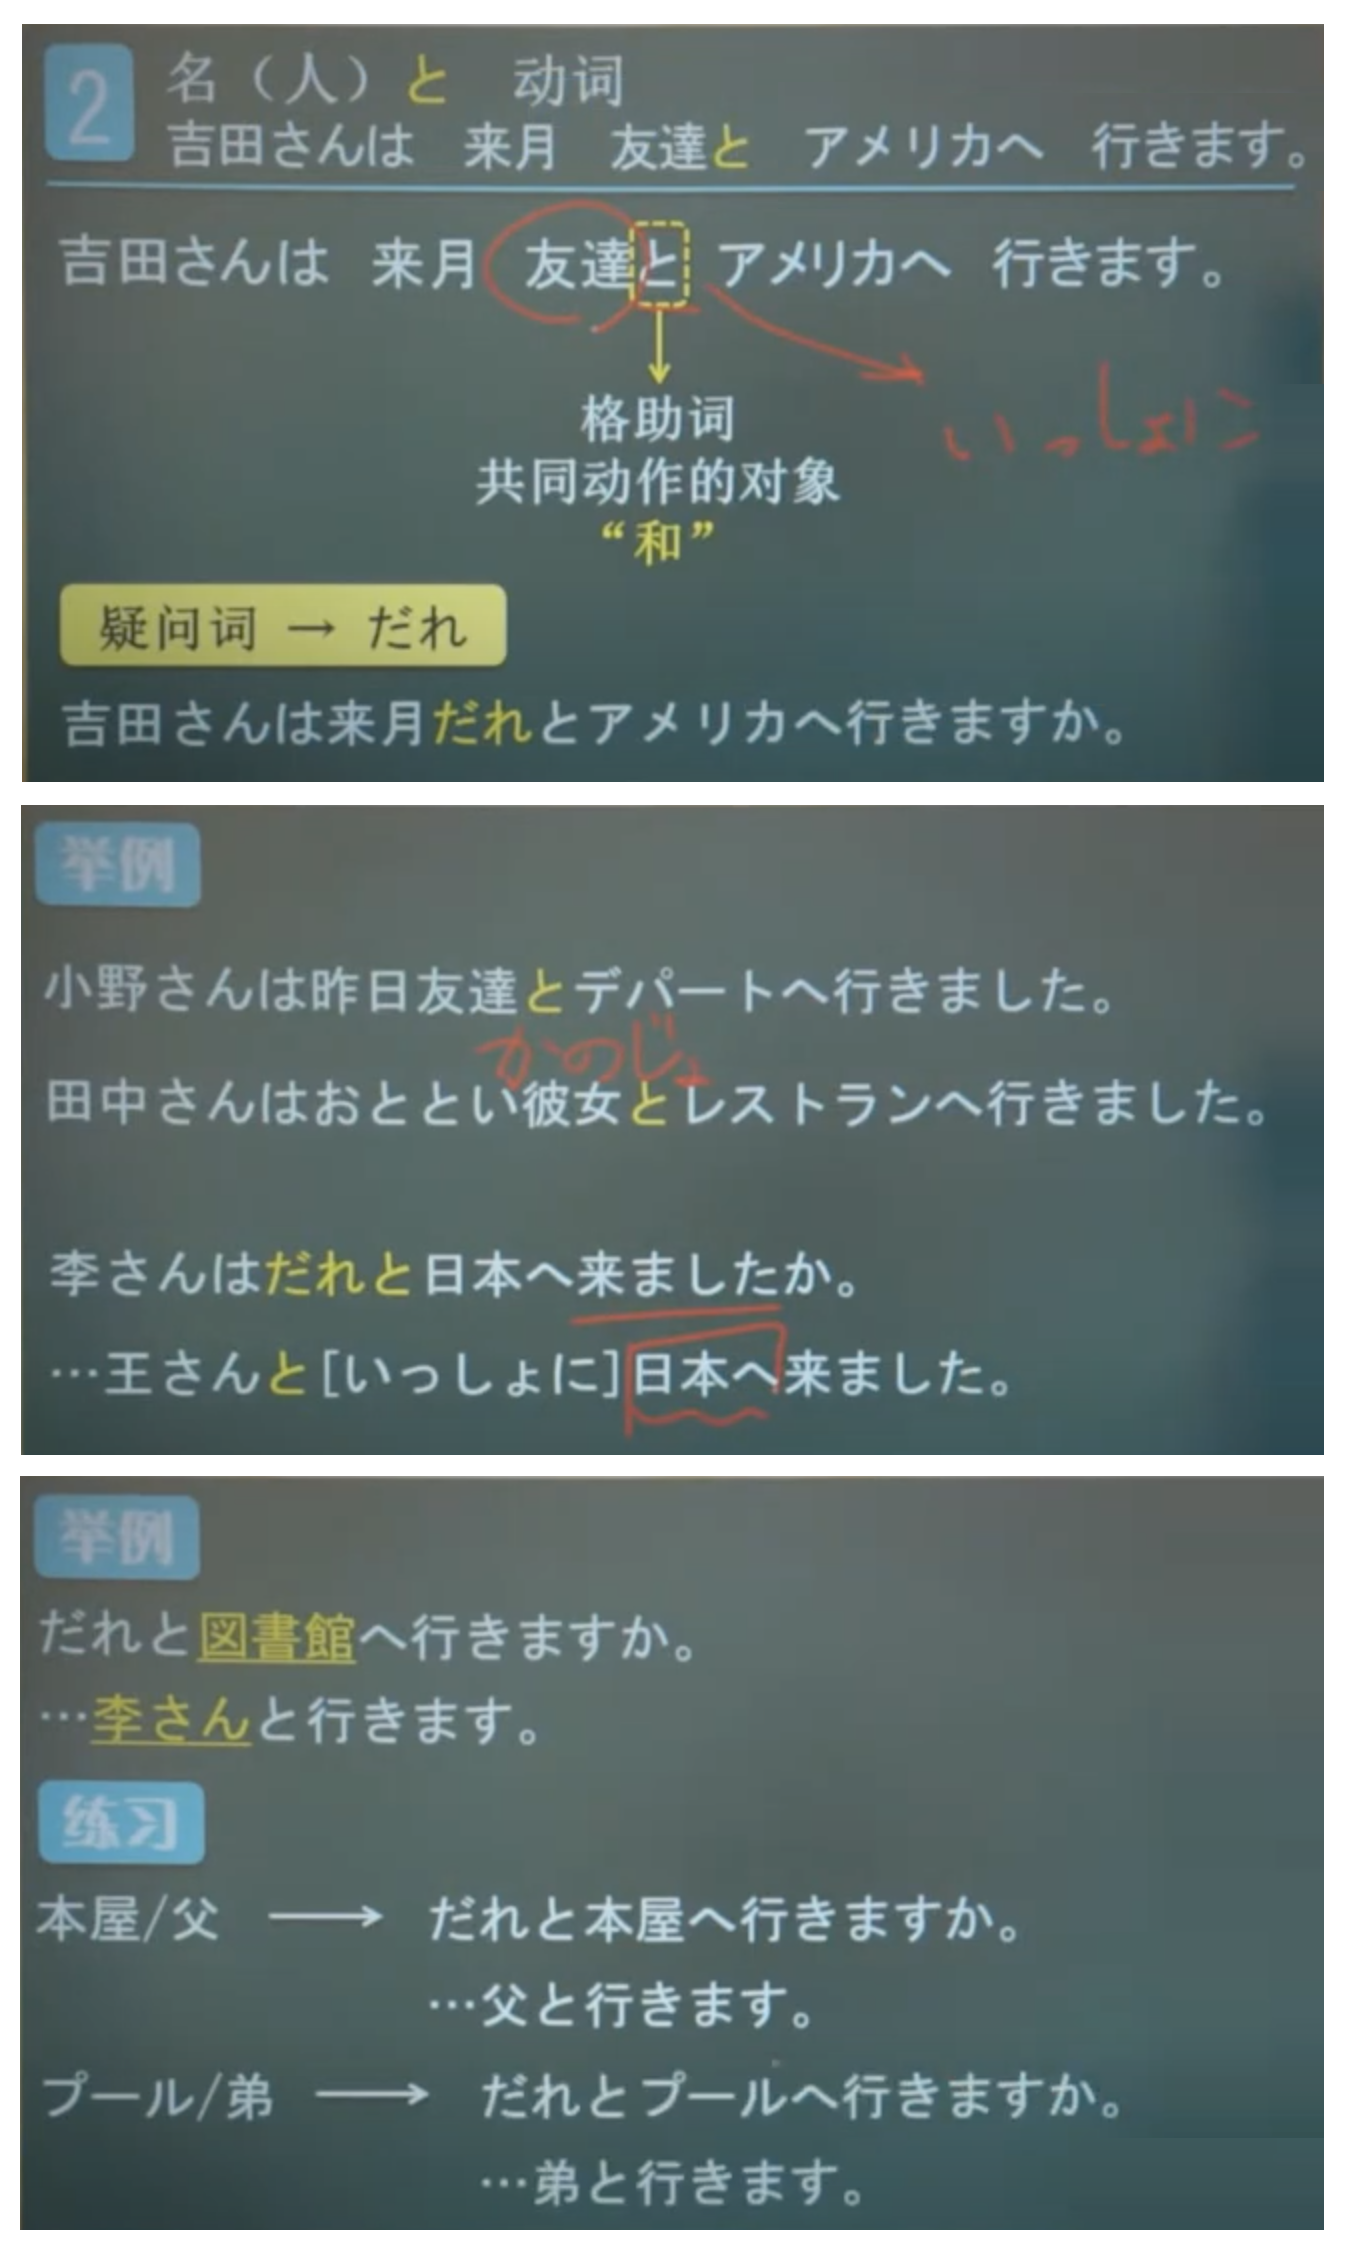 2
名（人）と　动词
吉田さんは　来月　友達と　アメリカへ　行きます。
吉田さんは　来月　友達と　アメリカへ　行きます。
格助词
いっしょに
共同动作的对象
“和”
疑问词 → だれ
吉田さんは来月だれとアメリカへ行きますか。
举例
小野さんは昨日友達とデパートへ行きました。
かのじょ
田中さんはおととい彼女とレストランへ行きました。
李さんはだれと日本へ来ましたか。
…王さんと[いっしょに]日本へ来ました。
举例
だれと図書館へ行きますか。
…李さんと行きます。
练习
本屋/父 → だれと本屋へ行きますか。
…父と行きます。
プール/弟 → だれとプールへ行きますか。
…弟と行きます。